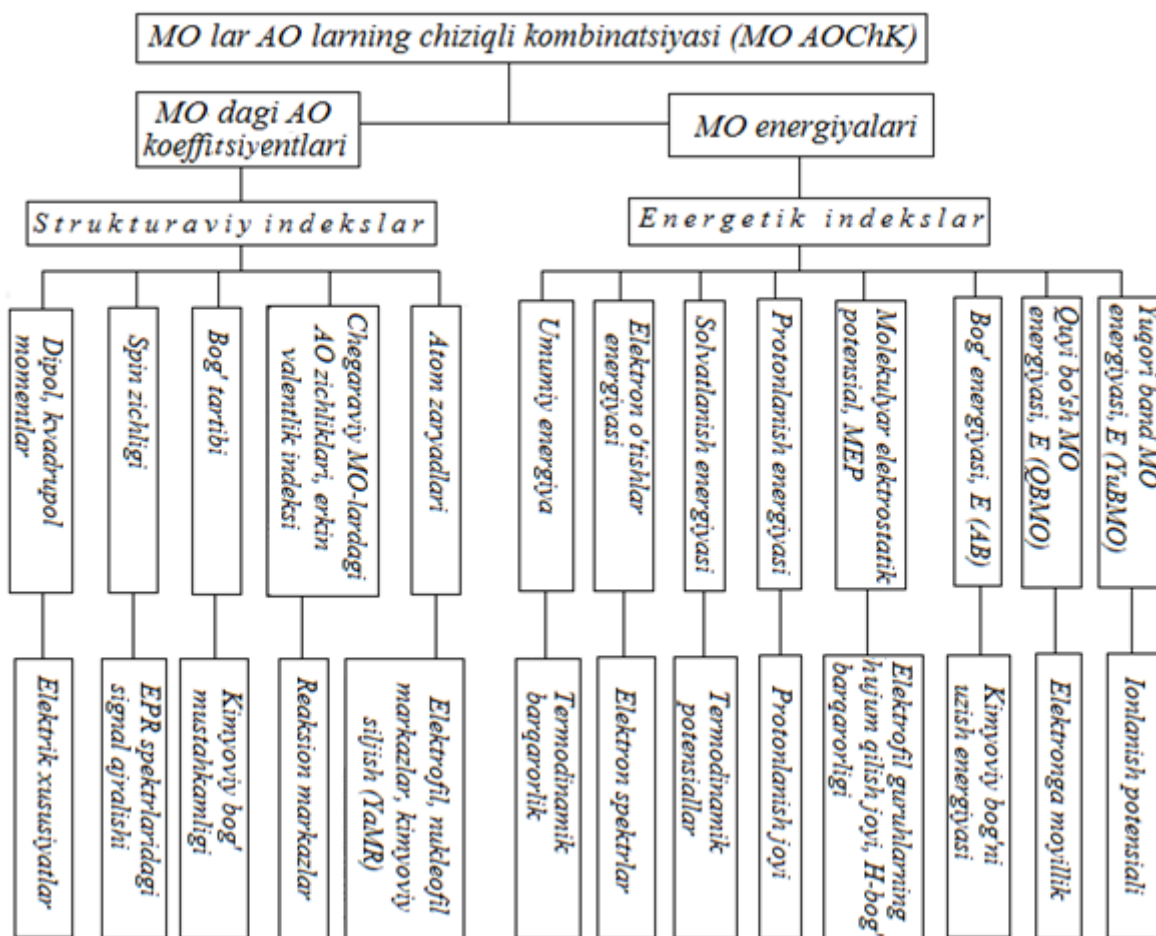 MO lar AO larning chiziqli kombinatsiyasi (MO AOChK)
MO dagi AO
koeffitsiyentlari
MO energiyalari
Strukturaviy indekslar
Energetik indekslar
Dipol, kvadrupol
momentlar
Spin zichligi
Bog' tartibi
Chegaraviy MO-lardagi
AO zichliklari, erkin
valentlik indeksi
Atom zaryadlari
Umumiy energiya
Elektron o'tishlar
energiyasi
Solvatlanish energiyasi
Protonlanish energiyasi
Molekulyar elektrostatik
potensial, MEP
Bog' energiyasi, E (AB)
Quyi bo'sh MO
energiyasi, E (QBMO)
Yuqori band MO
energiyasi, E (YuBMO)
Elektrik xususiyatlar
EPR spektrlaridagi
signal ajralishi
Kimyoviy bog'
mustahkamligi
Reaksion markazlar
Elektrofil, nukleofil
markazlar, kimyoviy
siljish (YaMR)
Termodinamik
barqarorlik
Elektron spektrlar
Termodinamik
potensiallar
Protonlanish joyi
Elektrofil guruhlarning
hujum qilish joyi, H-bog'
barqarorligi
Kimyoviy bog'ni
uzish energiyasi
Elektronga moyillik
Ionlanish potensiali